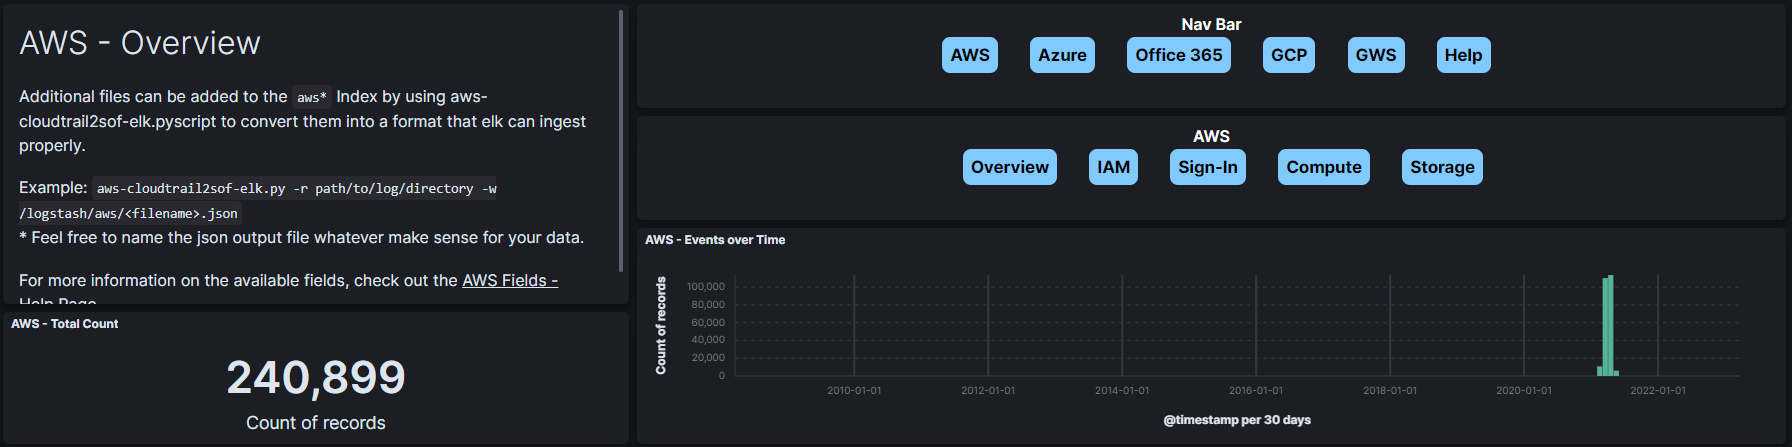 AWS - Overview
Additional files can be added to the aws* Index by using aws-
cloudtrail2sof-elk.pyscript to convert them into a format that elk can ingest
properly.
Example: aws-cloudtrail2sof-elk.py -r path/to/log/directory -w
/logstash/aws/<filename>.json
* Feel free to name the json output file whatever make sense for your data.
For more information on the available fields, check out the AWS Fields -
Help Page
AWS - Total Count
240,899
Count of records
Nav Bar
AWS Azure Office 365 GCP GWS Help
AWS
Overview IAM Sign-In Compute Storage
AWS - Events over Time
Count of records
100,000
80,000
60,000
40,000
20,000
0
2010-01-01 2012-01-01 2014-01-01 2016-01-01 2018-01-01 2020-01-01 2022-01-01
@timestamp per 30 days